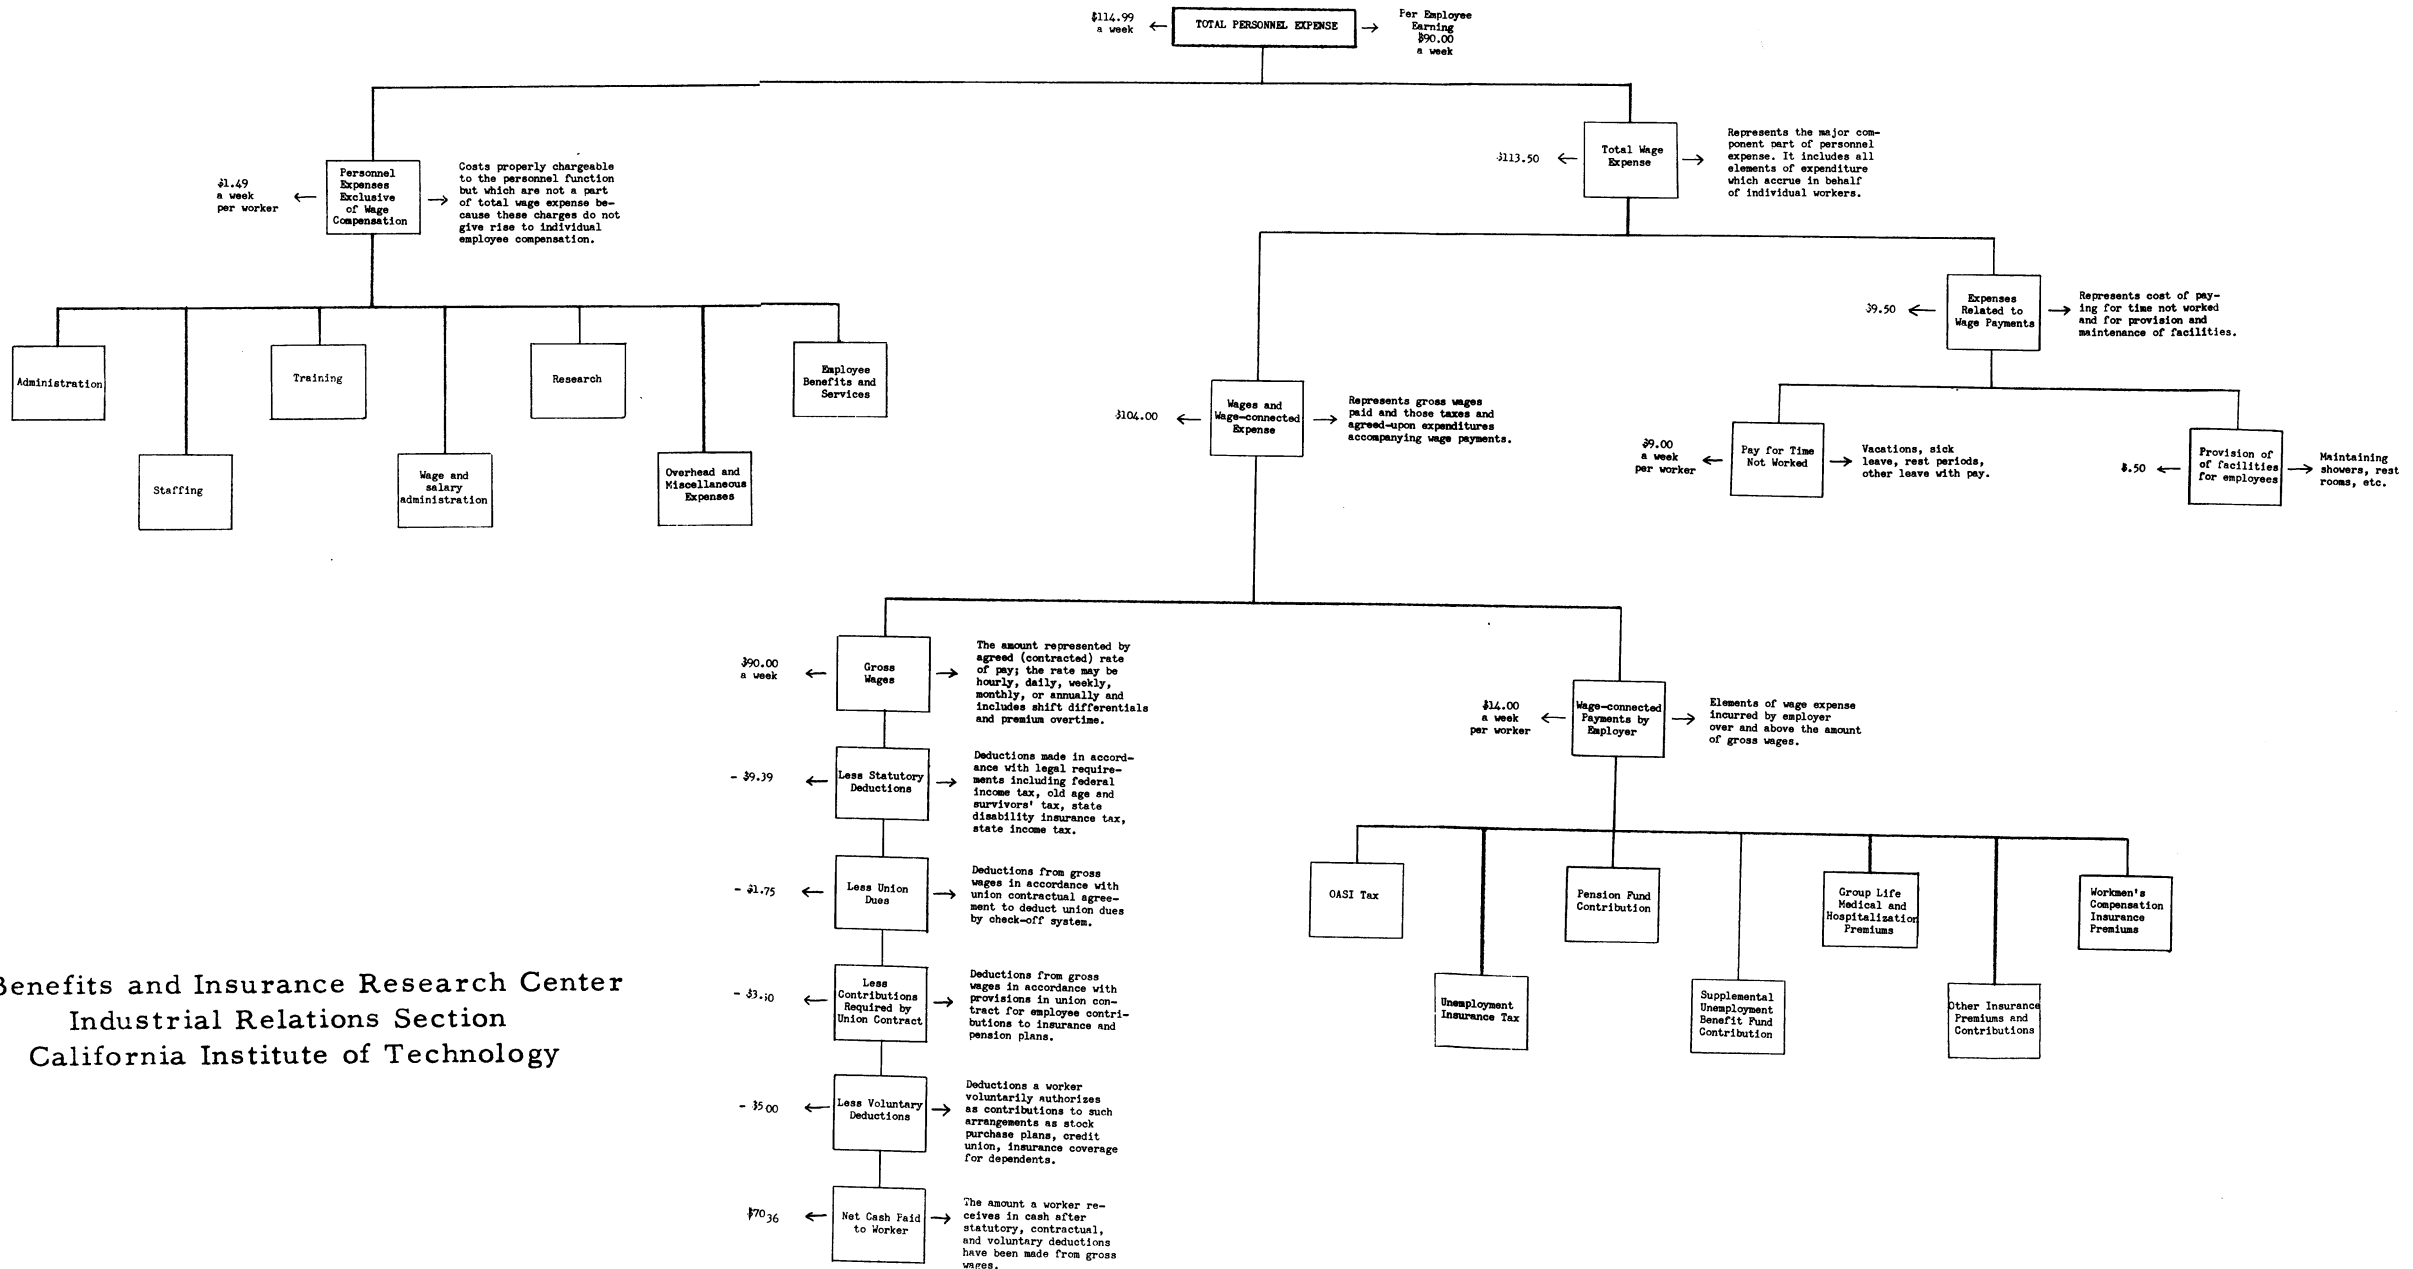 $114.99
a week
TOTAL PERSONNEL EXPENSE
Per Employee
Earning
$90.00
a week
$1.49
a week
per worker
Personnel
Expenses
Exclusive
of Wage
Compensation
Costs properly chargeable
to the personnel function
but which are not a part
of total wage expense be-
cause these charges do not
give rise to individual
employee compensation.
$113.50
Total Wage
Expense
Represents the major com-
ponent part of personnel
expense. It includes all
elements of expenditure
which accrue in behalf
of individual workers.
$9.50
Expenses
Related to
Wage Payments
Represents cost of pay-
ing for time not worked
and for provision and
maintenance of facilities.
Administration
Staffing
Training
Wage and
salary
administration
Research
Overhead and
Miscellaneous
Expenses
Employee
Benefits and
Services
$104.00
Wages and
Wage-connected
Expense
Represents gross wages
paid and those taxes and
agreed-upon expenditures
accompanying wage payments.
$9.00
a week
per worker
Pay for Time
Not Worked
Vacations, sick
leave, rest periods,
other leave with pay.
$.50
Provision of
of facilities
for employees
Maintaining
showers, rest
rooms, etc.
$90.00
a week
Gross
Wages
The amount represented by
agreed (contracted) rate
of pay; the rate may be
hourly, daily, weekly,
monthly, or annually and
includes shift differentials
and premium overtime.
$14.00
a week
per worker
Wage-connected
Payments by
Employer
Elements of wage expense
incurred by employer
over and above the amount
of gross wages.
- $9.39
Less Statutory
Deductions
Deductions made in accord-
ance with legal require-
ments including federal
income tax, old age and
survivors' tax, state
disability insurance tax,
state income tax.
- $1.75
Less Union
Dues
Deductions from gross
wages in accordance with
union contractual agree-
ment to deduct union dues
by check-off system.
OASI Tax
Unemployment
Insurance Tax
Pension Fund
Contribution
Supplemental
Unemployment
Benefit Fund
Contribution
Group Life
Medical and
Hospitalization
Premiums
Other Insurance
Premiums and
Contributions
Workmen's
Compensation
Insurance
Premiums
Less
Contributions
Required by
Union Contract
Deductions from gross
wages in accordance with
provisions in union con-
tract for employee contri-
butions to insurance and
pension plans.
Benefits and Insurance Research Center
Industrial Relations Section
California Institute of Technology
- $5 00
Less Voluntary
Deductions
Deductions a worker
voluntarily authorizes
as contributions to such
arrangements as stock
purchase plans, credit
union, insurance coverage
for dependents.
$70 36
Net Cash Paid
to Worker
The amount a worker re-
ceives in cash after
statutory, contractual,
and voluntary deductions
have been made from gross
wages.